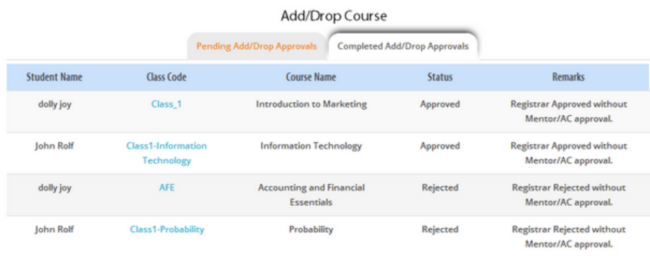 Add/Drop Course
Pending Add/Drop Approvals Completed Add/Drop Approvals
Student Name Class Code Course Name Status Remarks
dolly joy Class_1 Introduction to Marketing Approved Registrar Approved without
Mentor/AC approval.
John Rolf Class1-Information Information Technology Approved Registrar Approved without
Technology Mentor/AC approval.
dolly joy AFE Accounting and Financial Rejected Registrar Rejected without
Essentials Mentor/AC approval.
John Rolf Class1-Probability Probability Rejected Registrar Rejected without
Mentor/AC approval.